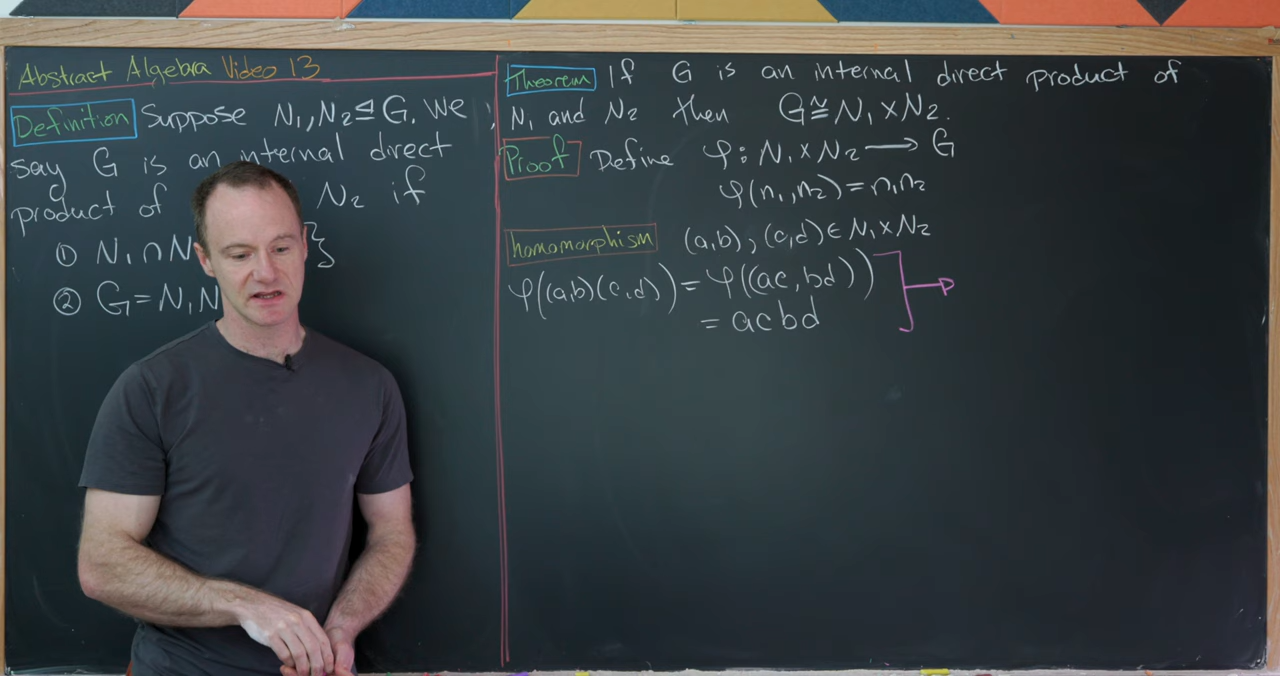 Abstract Algebra Video 13
Definition Suppose N₁, N₂ ⊴ G. We
say G is an internal direct
product of N₂ if
① N₁ ∩ N }
② G = N₁N
Theorem If G is an internal direct product of
N₁ and N₂ then G ≅ N₁ × N₂.
Proof Define φ: N₁ × N₂ ⟶ G
φ(n₁, n₂) = n₁n₂
homomorphism (a,b), (c,d) ∈ N₁ × N₂
φ((a,b)(c,d)) = φ((ac, bd))
= acbd